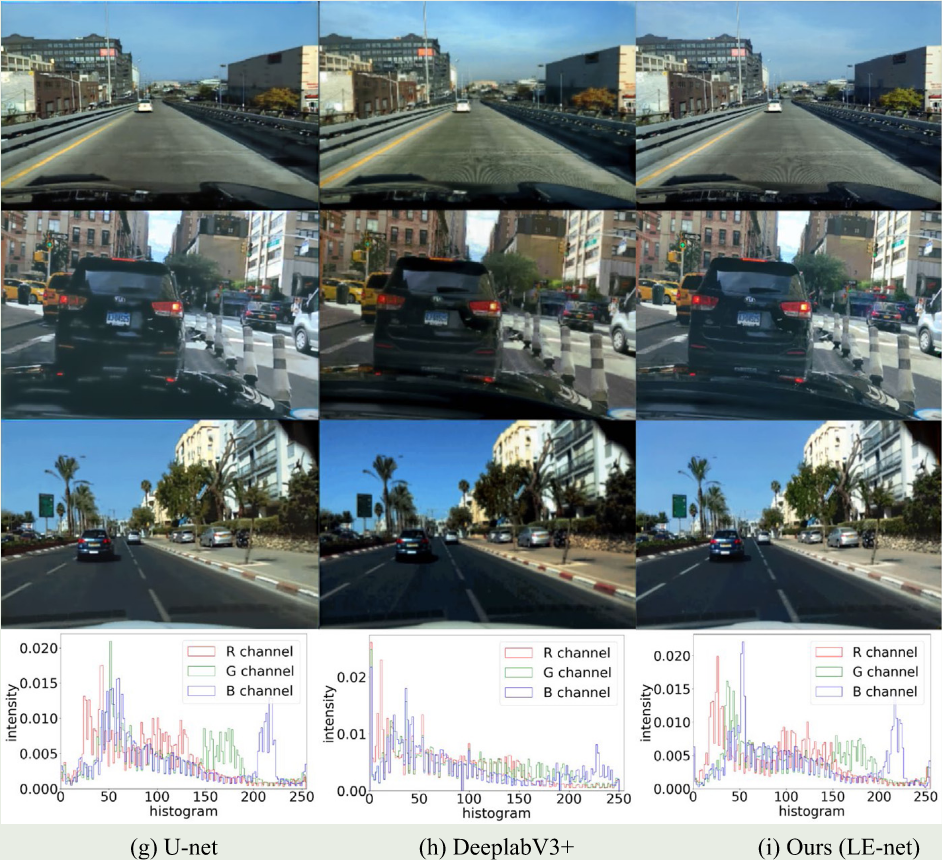 0.020
0.015
0.010
0.005
0.000
intensity
R channel
G channel
B channel
0 50 100 150 200 250
histogram
0.02
0.01
0.00
intensity
R channel
G channel
B channel
0 50 100 150 200 250
histogram
0.020
0.015
0.010
0.005
0.000
intensity
R channel
G channel
B channel
0 50 100 150 200 250
histogram
(g) U-net
(h) DeeplabV3+
(i) Ours (LE-net)